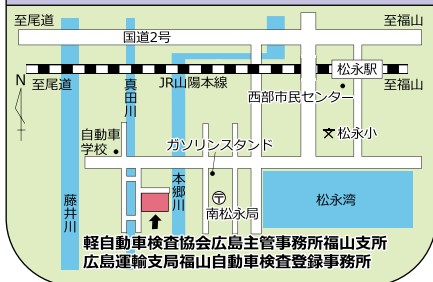 至尾道
至福山
国道2号
N
松永駅
至尾道
JR山陽本線
至福山
真田川
西部市民センター
自動車
学校
ガソリンスタンド
松永小
藤井川
本郷川
南松永局
松永湾
軽自動車検査協会広島主管事務所福山支所
広島運輸支局福山自動車検査登録事務所